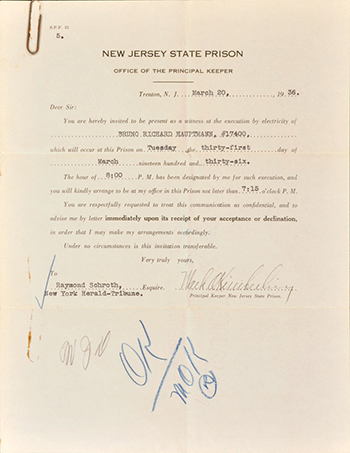 5.
NEW JERSEY STATE PRISON
OFFICE OF THE PRINCIPAL KEEPER
Trenton, N. J. March 20, 1936.
Dear Sir:
You are hereby invited to be present as a witness at the execution by electricity of
BRUNO RICHARD HAUPTMANN, #17400,
which will occur at this Prison on Tuesday the thirty-first day of
March nineteen hundred and thirty-six.
The hour of 8:00 P. M. has been designated by me for such execution, and
you will kindly arrange to be at my office in this Prison not later than 7:15 o'clock P. M.
You are respectfully requested to treat this communication as confidential, and to
advise me by letter immediately upon its receipt of your acceptance or declination,
in order that I may make my arrangements accordingly.
Under no circumstances is this invitation transferable.
Very truly yours,
To
Raymond Schroth, Esquire.
New York Herald-Tribune.
Mark O Kimberling
Principal Keeper New Jersey State Prison.
OK
MOK